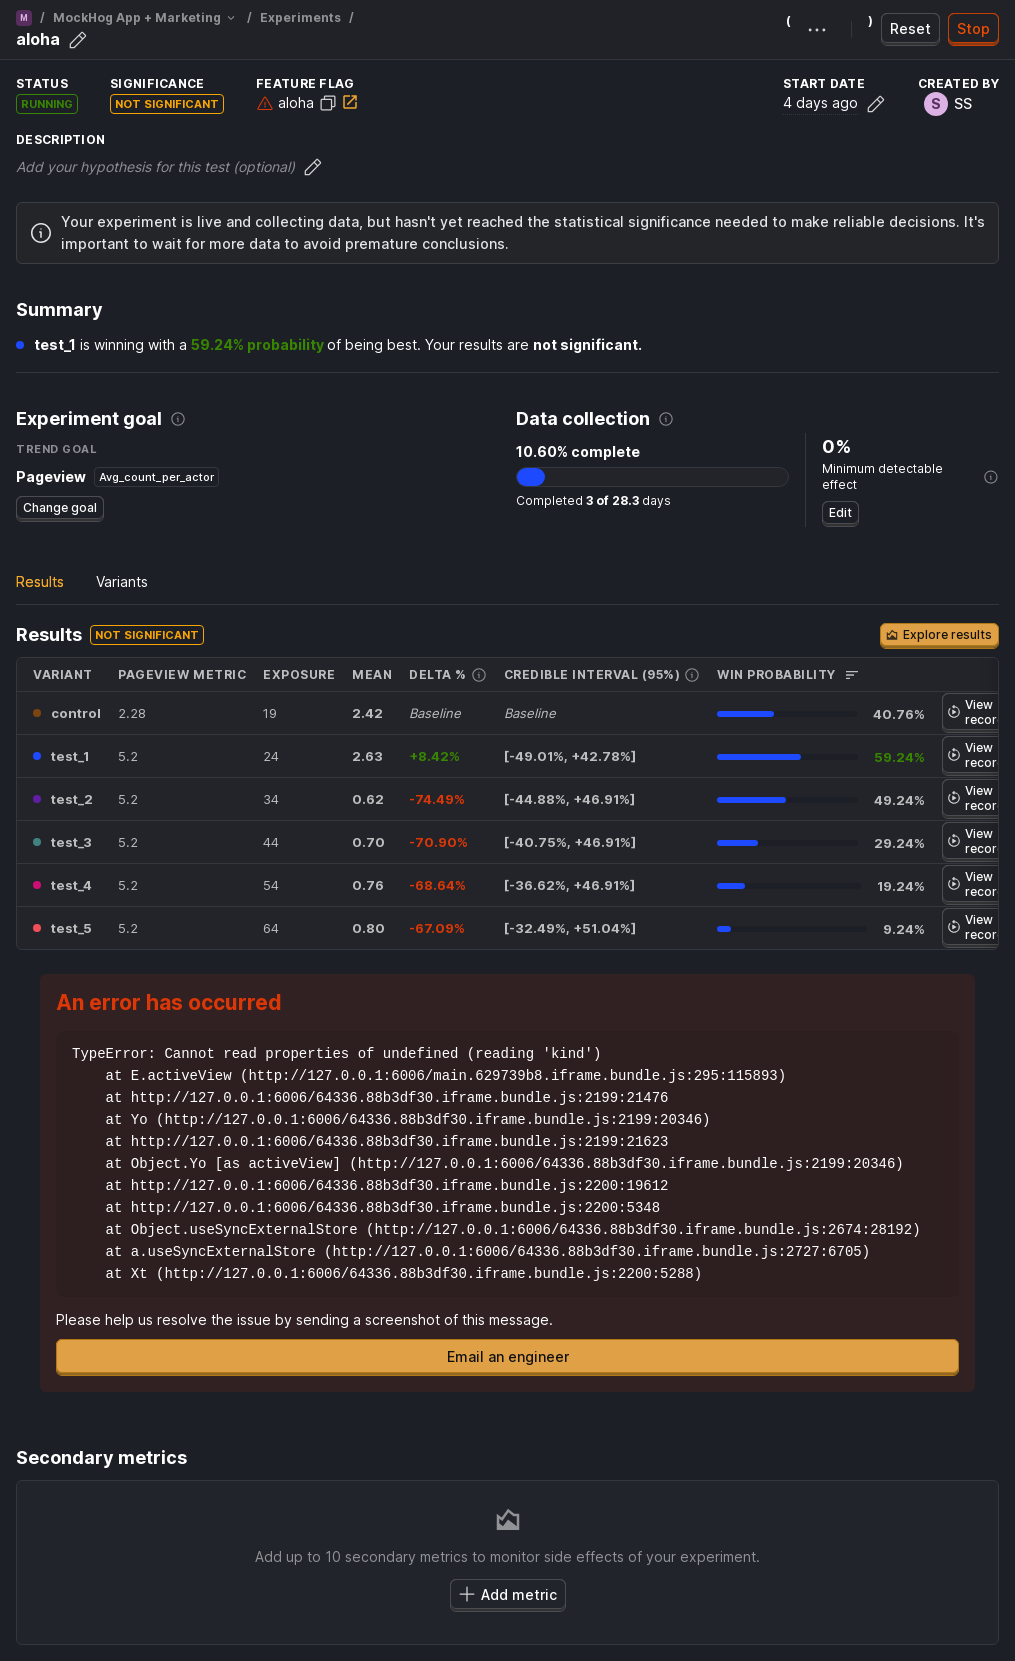 M / MockHog App + Marketing / Experiments /
aloha
( ··· ) Reset Stop
STATUS SIGNIFICANCE FEATURE FLAG START DATE CREATED BY
RUNNING NOT SIGNIFICANT aloha 4 days ago S SS
DESCRIPTION
Add your hypothesis for this test (optional)
Your experiment is live and collecting data, but hasn't yet reached the statistical significance needed to make reliable decisions. It's
important to wait for more data to avoid premature conclusions.
Summary
test_1 is winning with a 59.24% probability of being best. Your results are not significant.
Experiment goal
TREND GOAL
Pageview Avg_count_per_actor
Change goal
Data collection
10.60% complete
Completed 3 of 28.3 days
0%
Minimum detectable
effect
Edit
Results Variants
Results NOT SIGNIFICANT Explore results
VARIANT PAGEVIEW METRIC EXPOSURE MEAN DELTA % CREDIBLE INTERVAL (95%) WIN PROBABILITY
control 2.28 19 2.42 Baseline Baseline 40.76% View
recor
test_1 5.2 24 2.63 +8.42% [-49.01%, +42.78%] 59.24% View
recor
test_2 5.2 34 0.62 -74.49% [-44.88%, +46.91%] 49.24% View
recor
test_3 5.2 44 0.70 -70.90% [-40.75%, +46.91%] 29.24% View
recor
test_4 5.2 54 0.76 -68.64% [-36.62%, +46.91%] 19.24% View
recor
test_5 5.2 64 0.80 -67.09% [-32.49%, +51.04%] 9.24% View
recor
An error has occurred
TypeError: Cannot read properties of undefined (reading 'kind')
at E.activeView (http://127.0.0.1:6006/main.629739b8.iframe.bundle.js:295:115893)
at http://127.0.0.1:6006/64336.88b3df30.iframe.bundle.js:2199:21476
at Yo (http://127.0.0.1:6006/64336.88b3df30.iframe.bundle.js:2199:20346)
at http://127.0.0.1:6006/64336.88b3df30.iframe.bundle.js:2199:21623
at Object.Yo [as activeView] (http://127.0.0.1:6006/64336.88b3df30.iframe.bundle.js:2199:20346)
at http://127.0.0.1:6006/64336.88b3df30.iframe.bundle.js:2200:19612
at http://127.0.0.1:6006/64336.88b3df30.iframe.bundle.js:2200:5348
at Object.useSyncExternalStore (http://127.0.0.1:6006/64336.88b3df30.iframe.bundle.js:2674:28192)
at a.useSyncExternalStore (http://127.0.0.1:6006/64336.88b3df30.iframe.bundle.js:2727:6705)
at Xt (http://127.0.0.1:6006/64336.88b3df30.iframe.bundle.js:2200:5288)
Please help us resolve the issue by sending a screenshot of this message.
Email an engineer
Secondary metrics
Add up to 10 secondary metrics to monitor side effects of your experiment.
Add metric